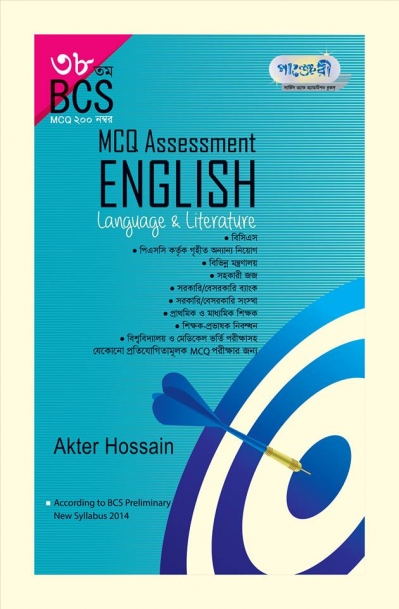 ৩৮তম
BCS
MCQ ২০০ নম্বর
পাঞ্জেরী
MCQ Assessment
ENGLISH
Language & Literature
• বিসিএস
• পিএসসি কর্তৃক গৃহীত অন্যান্য নিয়োগ
• বিভিন্ন মন্ত্রণালয়
• সহকারী জজ
• সরকারি/বেসরকারি ব্যাংক
• সরকারি/বেসরকারি সংস্থা
• প্রাথমিক ও মাধ্যমিক শিক্ষক
• শিক্ষক-প্রভাষক নিবন্ধন
• বিশ্ববিদ্যালয় ও মেডিকেল ভর্তি পরীক্ষাসহ
যেকোনো প্রতিযোগিতামূলক MCQ পরীক্ষার জন্য
Akter Hossain
According to BCS Preliminary
New Syllabus 2014